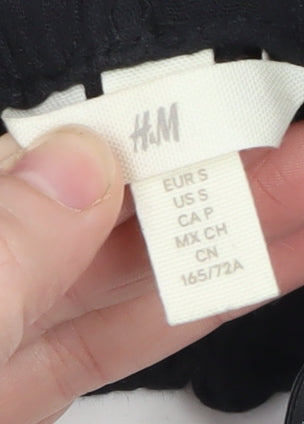 H&M
EUR S
US S
CA P
MX CH
CN
165/72A